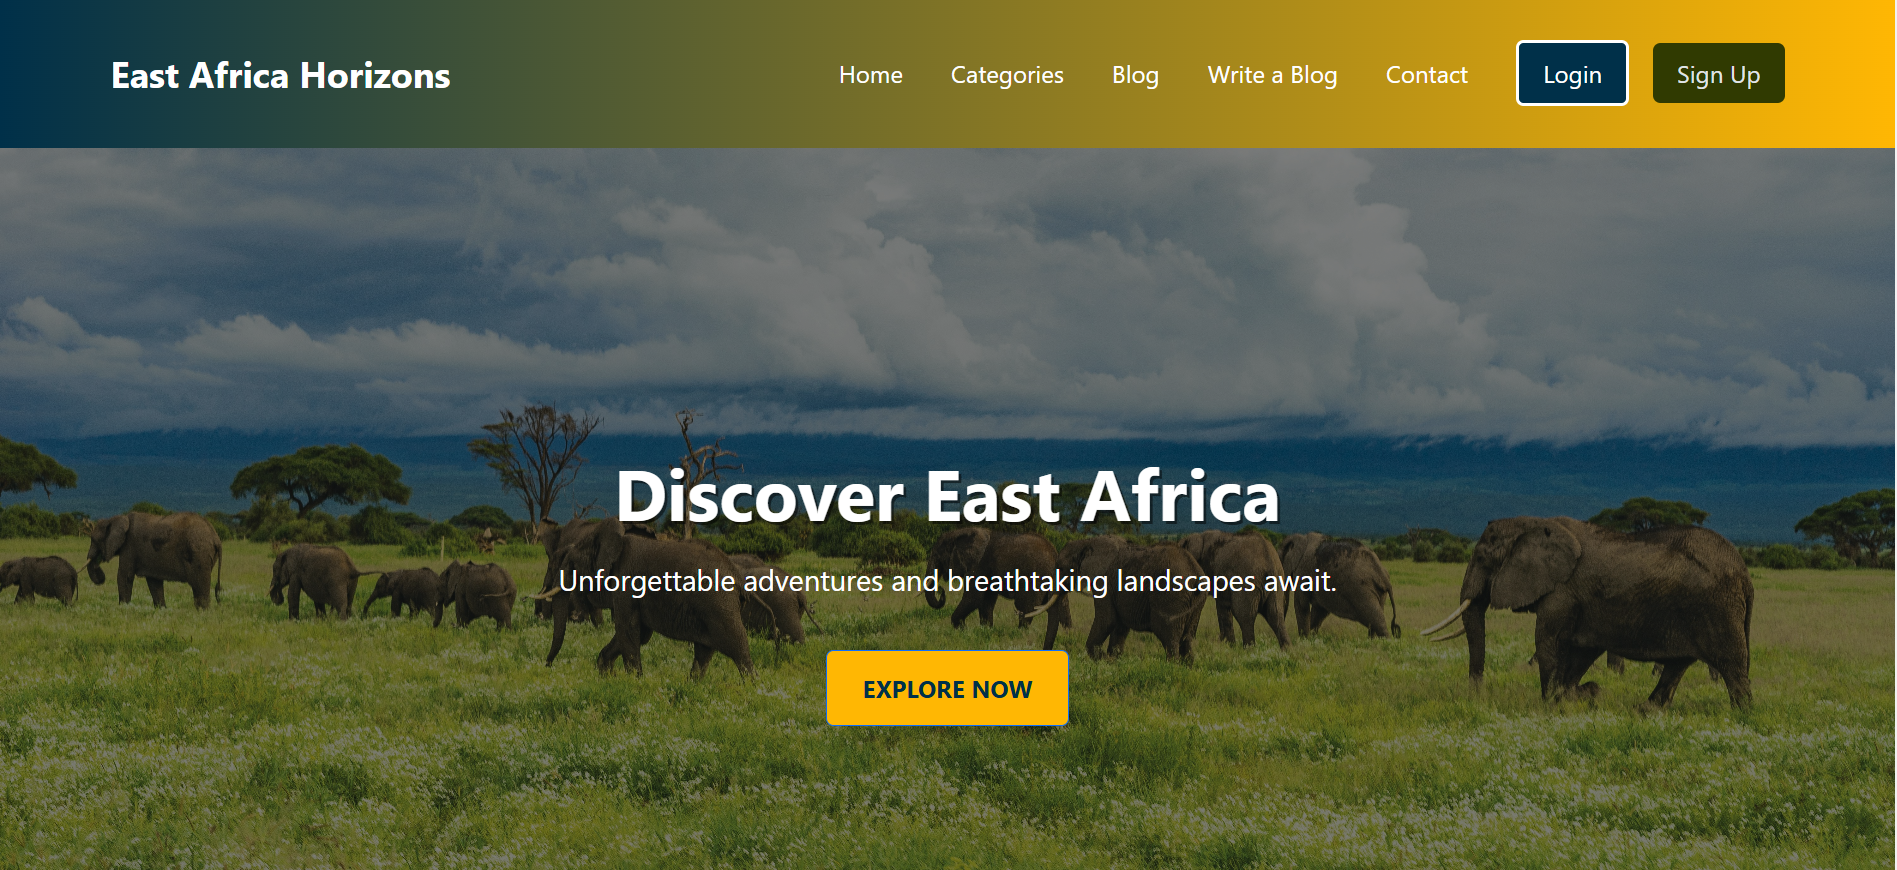 East Africa Horizons
Home Categories Blog Write a Blog Contact Login Sign Up
Discover East Africa
Unforgettable adventures and breathtaking landscapes await.
EXPLORE NOW